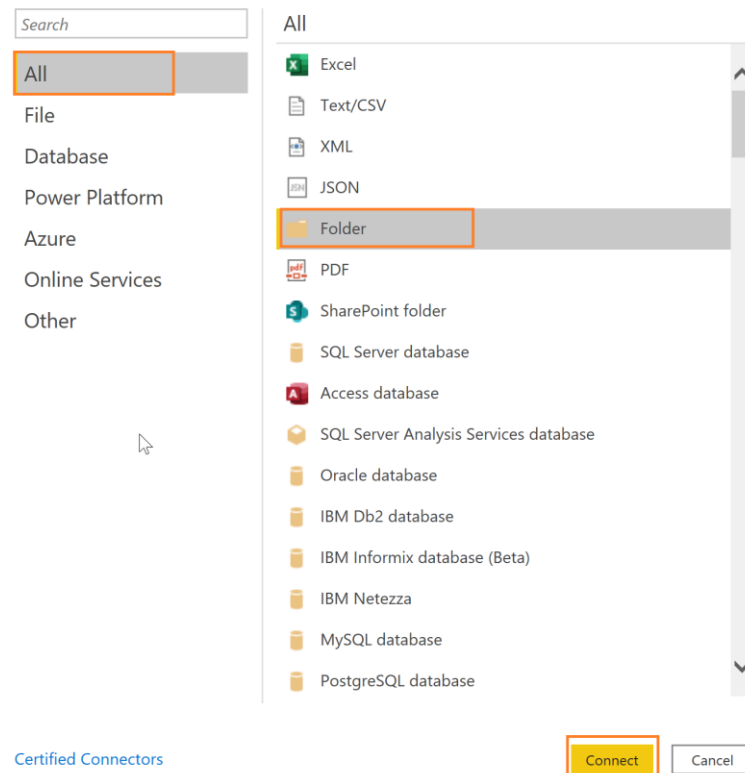 Search
All
File
Database
Power Platform
Azure
Online Services
Other
All
Excel
Text/CSV
XML
JSON
JSON
Folder
pdf
PDF
SharePoint folder
SQL Server database
Access database
SQL Server Analysis Services database
Oracle database
IBM Db2 database
IBM Informix database (Beta)
IBM Netezza
MySQL database
PostgreSQL database
Certified Connectors
Connect
Cancel